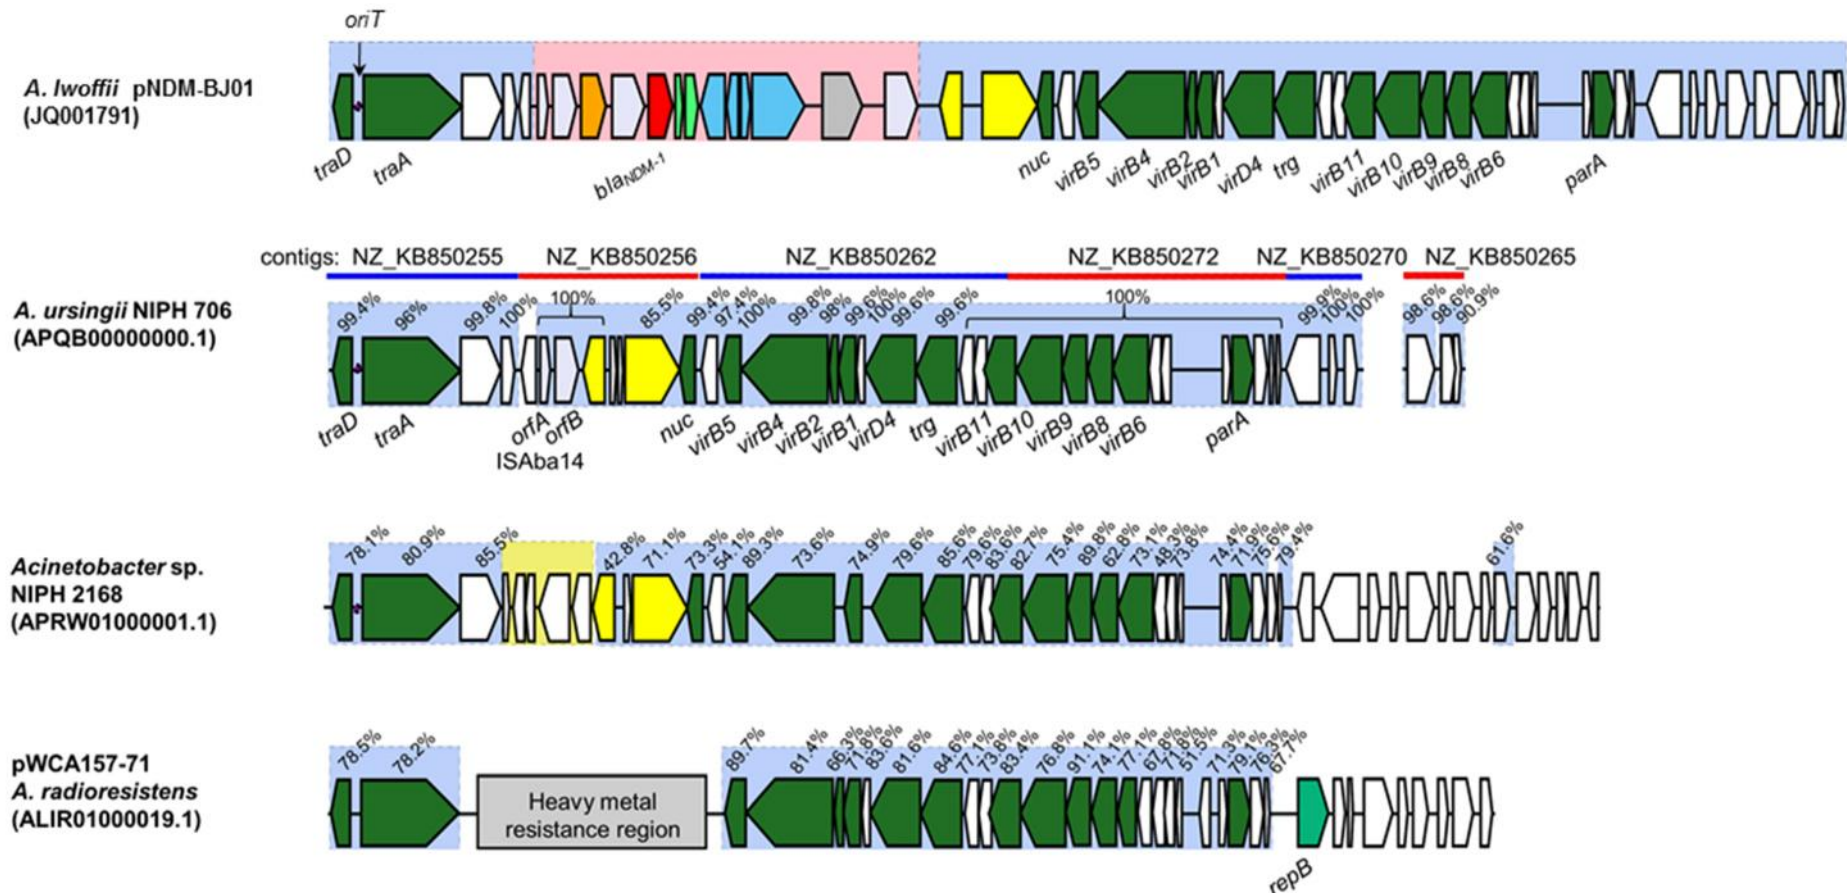 oriT
A. lwoffii pNDM-BJ01
(JQ001791)
traD traA blaNDM-1 nuc virB5 virB4 virB2 virB1 virD4 trg virB11 virB10 virB9 virB8 virB6 parA
contigs: NZ_KB850255 NZ_KB850256 NZ_KB850262 NZ_KB850272 NZ_KB850270 NZ_KB850265
A. ursingii NIPH 706
(APQB00000000.1)
99.4% 96% 99.8% 100% 100% 85.5% 99.4% 97.4% 100% 99.8% 98% 99.6% 100% 99.6% 99.6% 100% 99.9% 100% 100% 98.6% 98.6% 90.9%
traD traA orfA orfB nuc virB5 virB4 virB2 virB1 virD4 trg virB11 virB10 virB9 virB8 virB6 parA
ISAba14
Acinetobacter sp.
NIPH 2168
(APRW01000001.1)
78.1% 80.9% 85.5% 42.8% 71.1% 73.3% 54.1% 89.3% 73.6% 74.9% 79.6% 85.6% 79.6% 83.6% 82.7% 75.4% 89.8% 62.8% 73.1% 48.3% 73.8% 74.4% 71.9% 75.6% 79.4% 61.6%
pWCA157-71
A. radioresistens
(ALIR01000019.1)
78.5% 78.2% 89.7% 81.4% 66.3% 71.8% 83.6% 81.6% 84.6% 77.1% 73.8% 83.4% 76.8% 91.1% 74.1% 77.1% 67.8% 71.8% 51.5% 71.3% 79.1% 76.3% 67.7%
Heavy metal
resistance region
repB